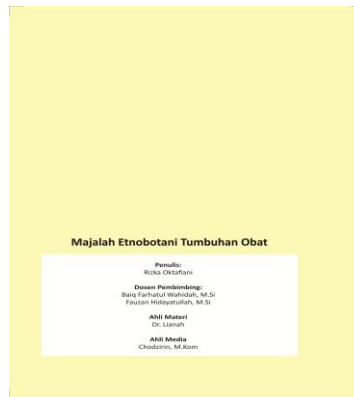 Majalah Etnobotani Tumbuhan Obat
Penulis:
Rizka Oktafiani
Dosen Pembimbing:
Baiq Farhatul Wahidah, M.Si
Fauzan Hidayatullah, M.Si
Ahli Materi
Dr. Lianah
Ahli Media
Chodzirin, M.Kom